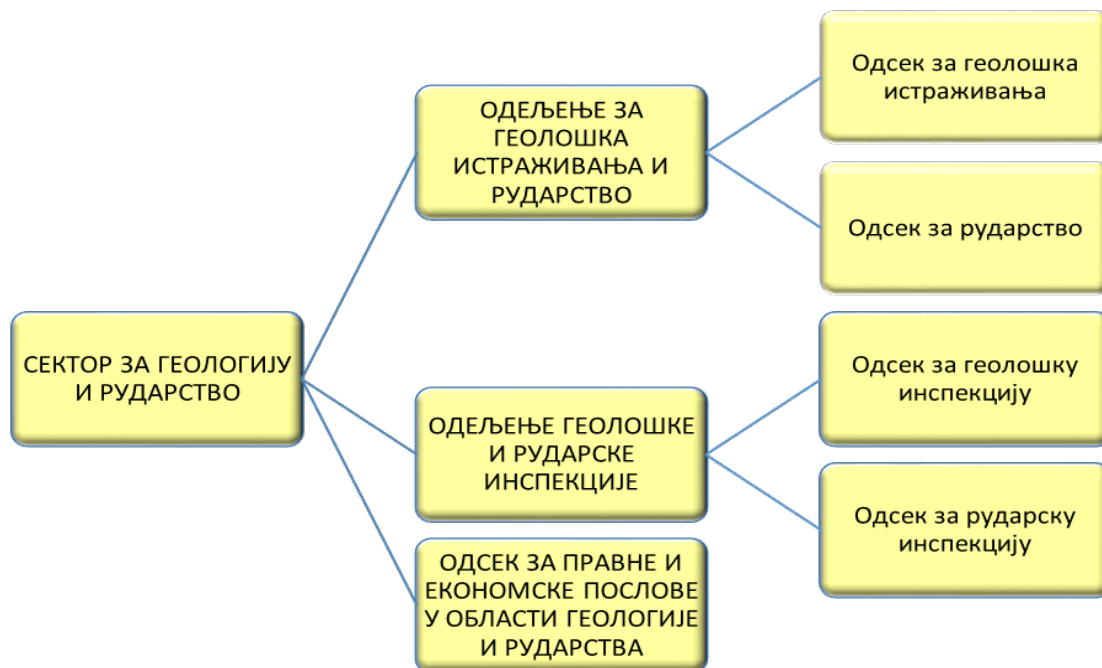 СЕКТОР ЗА ГЕОЛОГИЈУ
И РУДАРСТВО
ОДЕЉЕЊЕ ЗА
ГЕОЛОШКА
ИСТРАЖИВАЊА И
РУДАРСТВО
Одсек за геолошка
истраживања
Одсек за рударство
ОДЕЉЕЊЕ ГЕОЛОШКЕ
И РУДАРСКЕ
ИНСПЕКЦИЈЕ
Одсек за геолошку
инспекцију
Одсек за рударску
инспекцију
ОДСЕК ЗА ПРАВНЕ И
ЕКОНОМСКЕ ПОСЛОВЕ
У ОБЛАСТИ ГЕОЛОГИЈЕ
И РУДАРСТВА